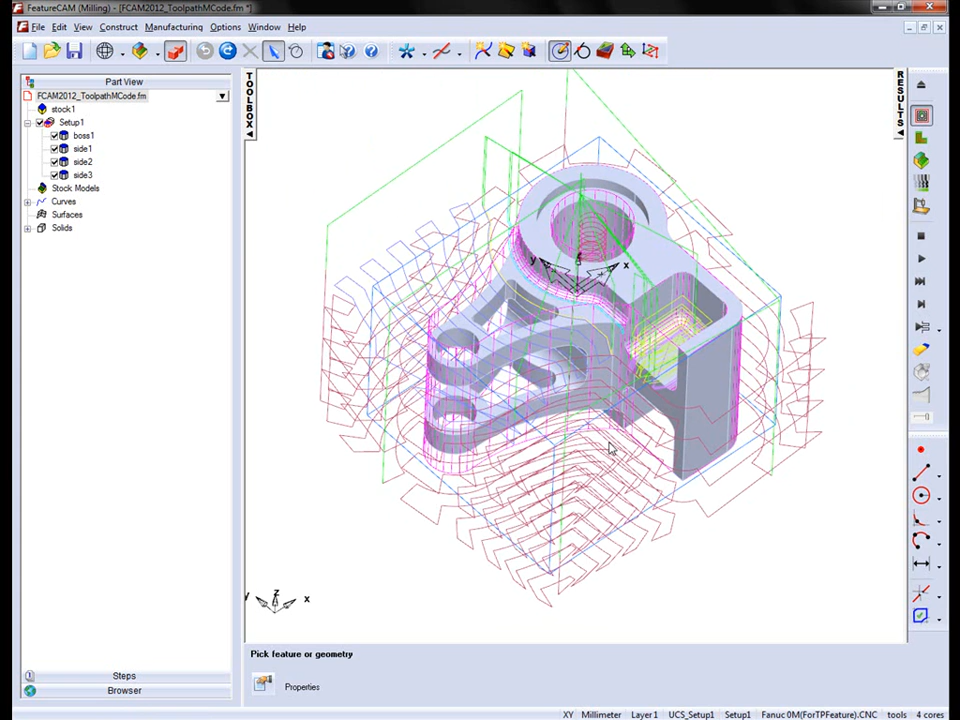 FeatureCAM (Milling) - [FCAM2012_ToolpathMCode.fm *]
File Edit View Construct Manufacturing Options Window Help
Part View
FCAM2012_ToolpathMCode.fm
stock1
Setup1
boss1
side1
side2
side3
Stock Models
Curves
Surfaces
Solids
TOOLBOX
RESULTS
y x
y z x
Pick feature or geometry
Steps
Properties
Browser
XY Millimeter Layer1 UCS_Setup1 Setup1 Fanuc 0M(ForTPFeature).CNC tools 4 cores